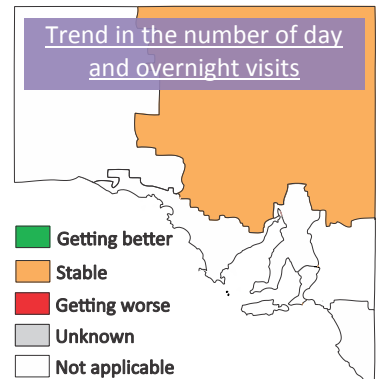 Trend in the number of day
and overnight visits
Getting better
Stable
Getting worse
Unknown
Not applicable